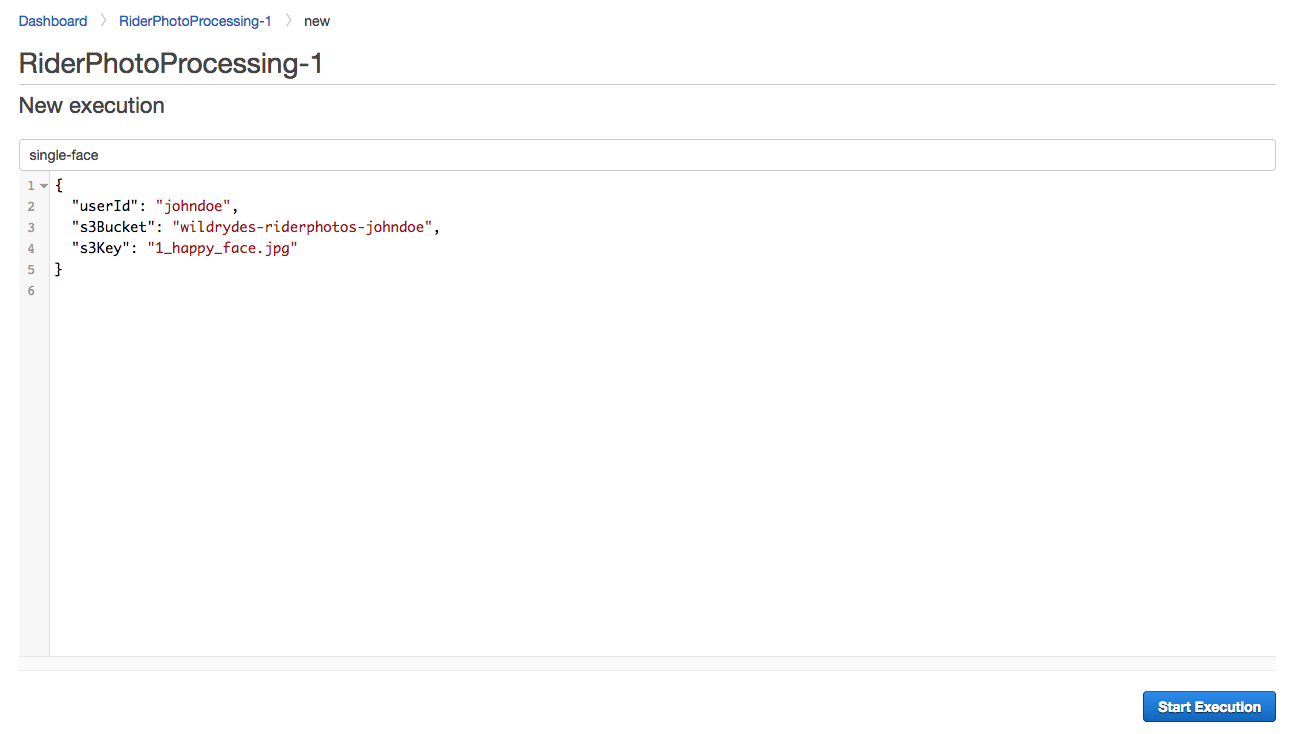 Dashboard > RiderPhotoProcessing-1 > new
RiderPhotoProcessing-1
New execution
single-face
1 {
2 "userId": "johndoe",
3 "s3Bucket": "wildrydes-riderphotos-johndoe",
4 "s3Key": "1_happy_face.jpg"
5 }
6
Start Execution